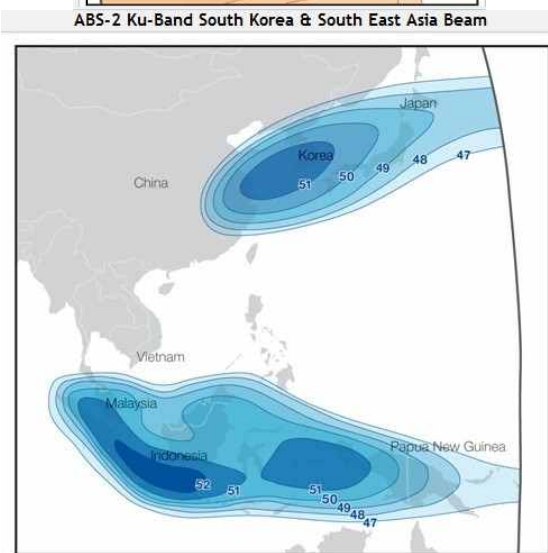 ABS-2 Ku-Band South Korea & South East Asia Beam
Japan
Korea
China
51
50
49
48
47
Vietnam
Malaysia
Indonesia
Papua New Guinea
52
51
51
50
49
48
47